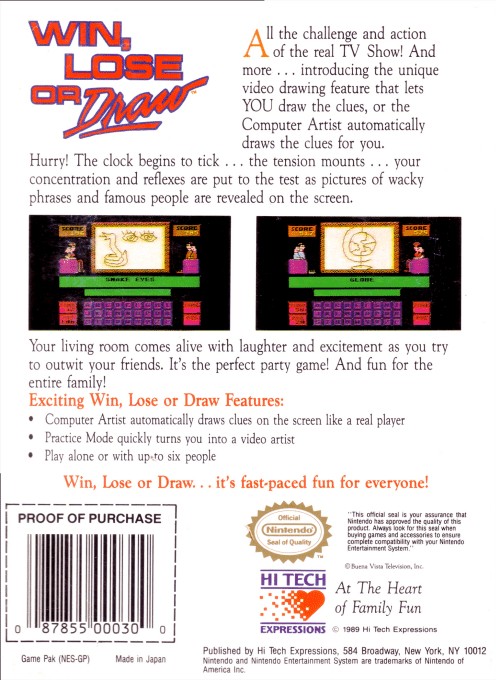 WIN,
LOSE
OR Draw™
All the challenge and action
of the real TV Show! And
more . . . introducing the unique
video drawing feature that lets
YOU draw the clues, or the
Computer Artist automatically
draws the clues for you.
Hurry! The clock begins to tick . . . the tension mounts . . . your
concentration and reflexes are put to the test as pictures of wacky
phrases and famous people are revealed on the screen.
SCORE
SCORE
SNAKE EYES
SCORE
SCORE
GLOBE
Your living room comes alive with laughter and excitement as you try
to outwit your friends. It's the perfect party game! And fun for the
entire family!
Exciting Win, Lose or Draw Features:
• Computer Artist automatically draws clues on the screen like a real player
• Practice Mode quickly turns you into a video artist
• Play alone or with up to six people
Win, Lose or Draw. . . it's fast-paced fun for everyone!
PROOF OF PURCHASE
0 87855 00030 0
Game Pak (NES-GP) Made in Japan
Official
Nintendo
Seal of Quality
TM
"This official seal is your assurance that
Nintendo has approved the quality of this
product. Always look for this seal when
buying games and accessories to ensure
complete compatibility with your Nintendo
Entertainment System."
© Buena Vista Television, Inc.
HI TECH
EXPRESSIONS
At The Heart
of Family Fun
© 1989 Hi Tech Expressions
Published by Hi Tech Expressions, 584 Broadway, New York, NY 10012
Nintendo and Nintendo Entertainment System are trademarks of Nintendo of
America Inc.